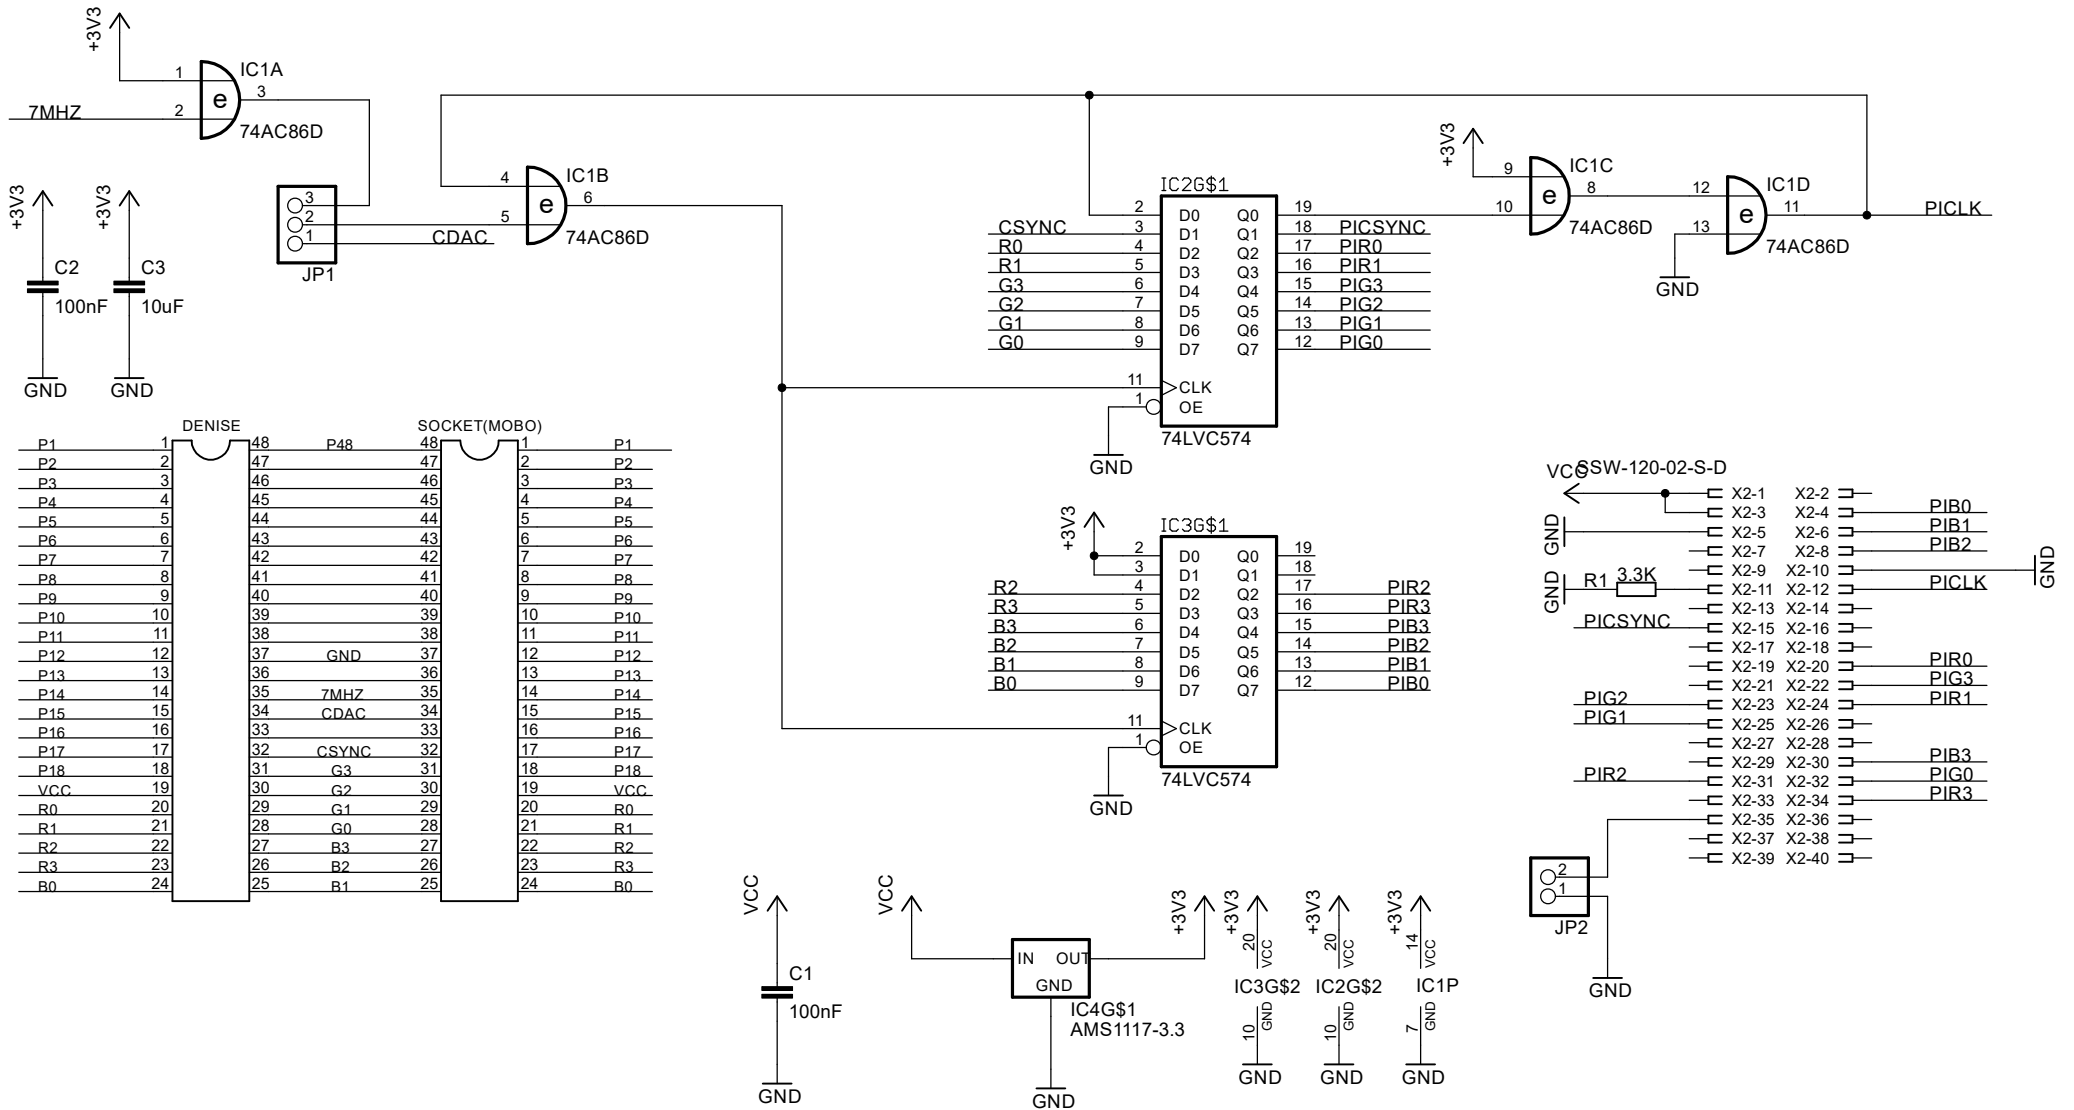 +3V3
1
2
3
7MHZ
e
IC1A
74AC86D
3
2
1
JP1
CDAC
4
5
6
e
IC1B
74AC86D
+3V3
C2
100nF
GND
+3V3
C3
10uF
GND
IC2G$1
CSYNC 2 D0 Q0 19
3 D1 Q1 18 PICSYNC
R0 4 D2 Q2 17 PIR0
R1 5 D3 Q3 16 PIR1
G3 6 D4 Q4 15 PIG3
G2 7 D5 Q5 14 PIG2
G1 8 D6 Q6 13 PIG1
G0 9 D7 Q7 12 PIG0
11 CLK
1 OE
74LVC574
GND
+3V3
9
10
8
e
IC1C
74AC86D
12
13
11
e
IC1D
74AC86D
GND
PICLK
DENISE SOCKET(MOBO)
P1 1 48 P48 48 1 P1
P2 2 47 47 2 P2
P3 3 46 46 3 P3
P4 4 45 45 4 P4
P5 5 44 44 5 P5
P6 6 43 43 6 P6
P7 7 42 42 7 P7
P8 8 41 41 8 P8
P9 9 40 40 9 P9
P10 10 39 39 10 P10
P11 11 38 38 11 P11
P12 12 37 GND 37 12 P12
P13 13 36 36 13 P13
P14 14 35 7MHZ 35 14 P14
P15 15 34 CDAC 34 15 P15
P16 16 33 33 16 P16
P17 17 32 CSYNC 32 17 P17
P18 18 31 G3 31 18 P18
VCC 19 30 G2 30 19 VCC
R0 20 29 G1 29 20 R0
R1 21 28 G0 28 21 R1
R2 22 27 B3 27 22 R2
R3 23 26 B2 26 23 R3
B0 24 25 B1 25 24 B0
+3V3
IC3G$1
2 D0 Q0 19
3 D1 Q1 18
R2 4 D2 Q2 17 PIR2
R3 5 D3 Q3 16 PIR3
B3 6 D4 Q4 15 PIB3
B2 7 D5 Q5 14 PIB2
B1 8 D6 Q6 13 PIB1
B0 9 D7 Q7 12 PIB0
11 CLK
1 OE
74LVC574
GND
VCC SSW-120-02-S-D
X2-1 X2-2
X2-3 X2-4 PIB0
GND X2-5 X2-6 PIB1
X2-7 X2-8 PIB2
X2-9 X2-10 GND
GND R1 3.3K X2-11 X2-12 PICLK
X2-13 X2-14
PICSYNC X2-15 X2-16
X2-17 X2-18
X2-19 X2-20 PIR0
X2-21 X2-22 PIG3
PIG2 X2-23 X2-24 PIR1
PIG1 X2-25 X2-26
X2-27 X2-28
X2-29 X2-30 PIB3
PIR2 X2-31 X2-32 PIG0
X2-33 X2-34 PIR3
X2-35 X2-36
X2-37 X2-38
X2-39 X2-40
2
1
JP2
GND
VCC
C1
100nF
GND
VCC
IN OUT
GND
IC4G$1
AMS1117-3.3
GND
+3V3
+3V3
20 VCC
IC3G$2
10 GND
GND
+3V3
20 VCC
IC2G$2
10 GND
GND
+3V3
14 VCC
IC1P
7 GND
GND